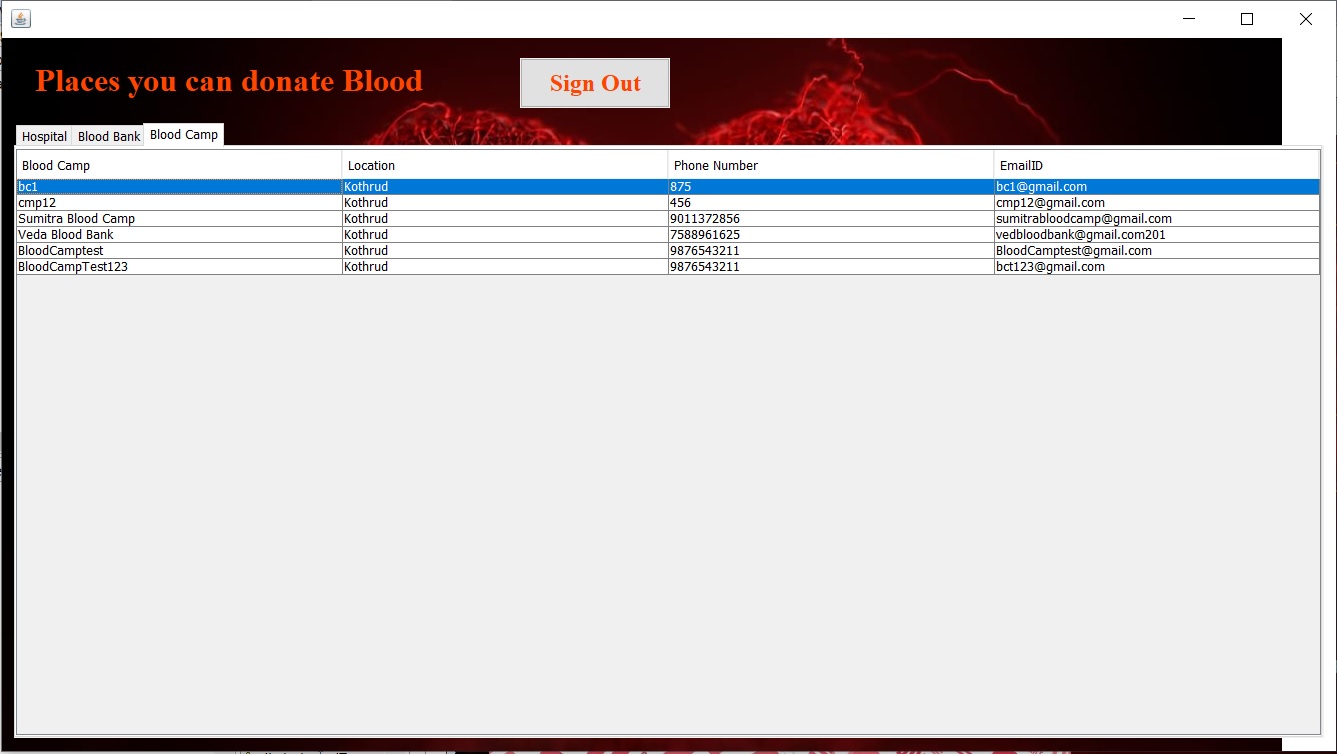 Places you can donate Blood Sign Out
Hospital Blood Bank Blood Camp
Blood Camp Location Phone Number EmailID
bc1 Kothrud 875 bc1@gmail.com
cmp12 Kothrud 456 cmp12@gmail.com
Sumitra Blood Camp Kothrud 9011372856 sumitrabloodcamp@gmail.com
Veda Blood Bank Kothrud 7588961625 vedbloodbank@gmail.com201
BloodCamptest Kothrud 9876543211 BloodCamptest@gmail.com
BloodCampTest123 Kothrud 9876543211 bct123@gmail.com